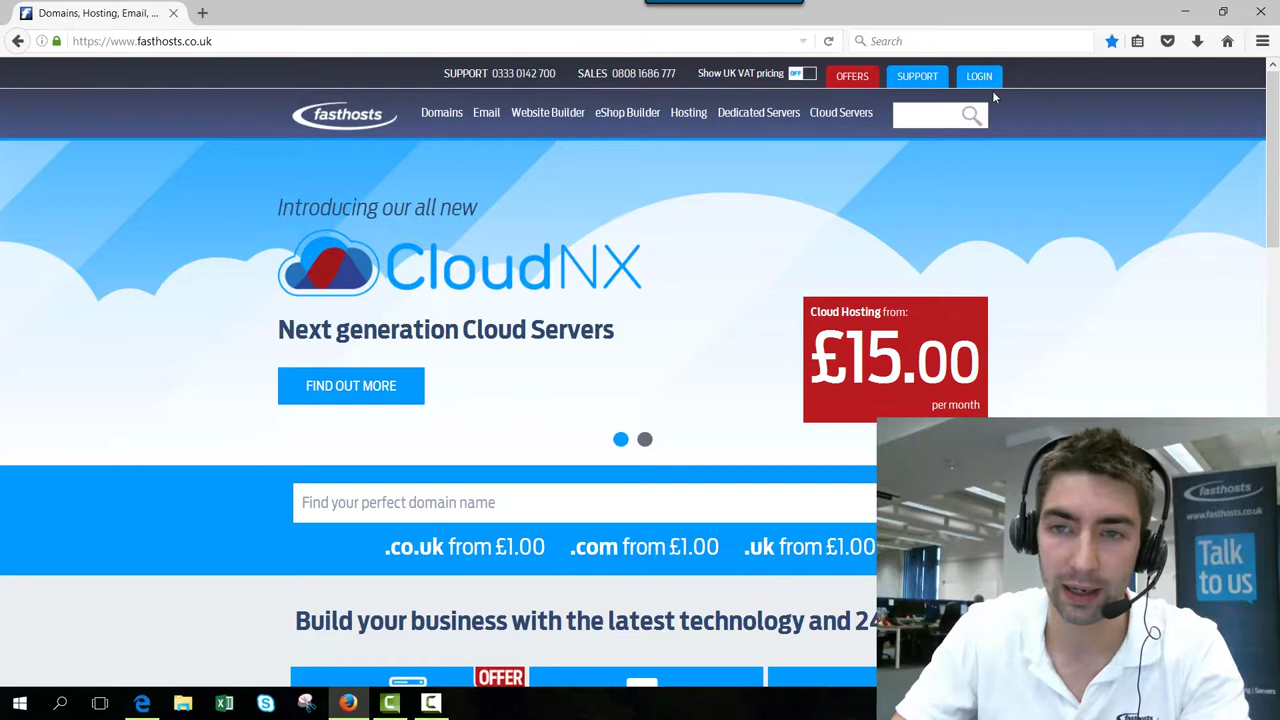 Domains, Hosting, Email, ...
https://www.fasthosts.co.uk
Search
SUPPORT 0333 0142 700
SALES 0808 1686 777
Show UK VAT pricing
OFF
OFFERS
SUPPORT
LOGIN
fasthosts
Domains
Email
Website Builder
eShop Builder
Hosting
Dedicated Servers
Cloud Servers
Introducing our all new
CloudNX
Next generation Cloud Servers
FIND OUT MORE
Cloud Hosting from:
£15.00
per month
Find your perfect domain name
.co.uk from £1.00
.com from £1.00
.uk from £1.00
Build your business with the latest technology and 24
OFFER
fasthosts
www.fasthosts.co.uk
Talk
to us
Servers
fasthosts